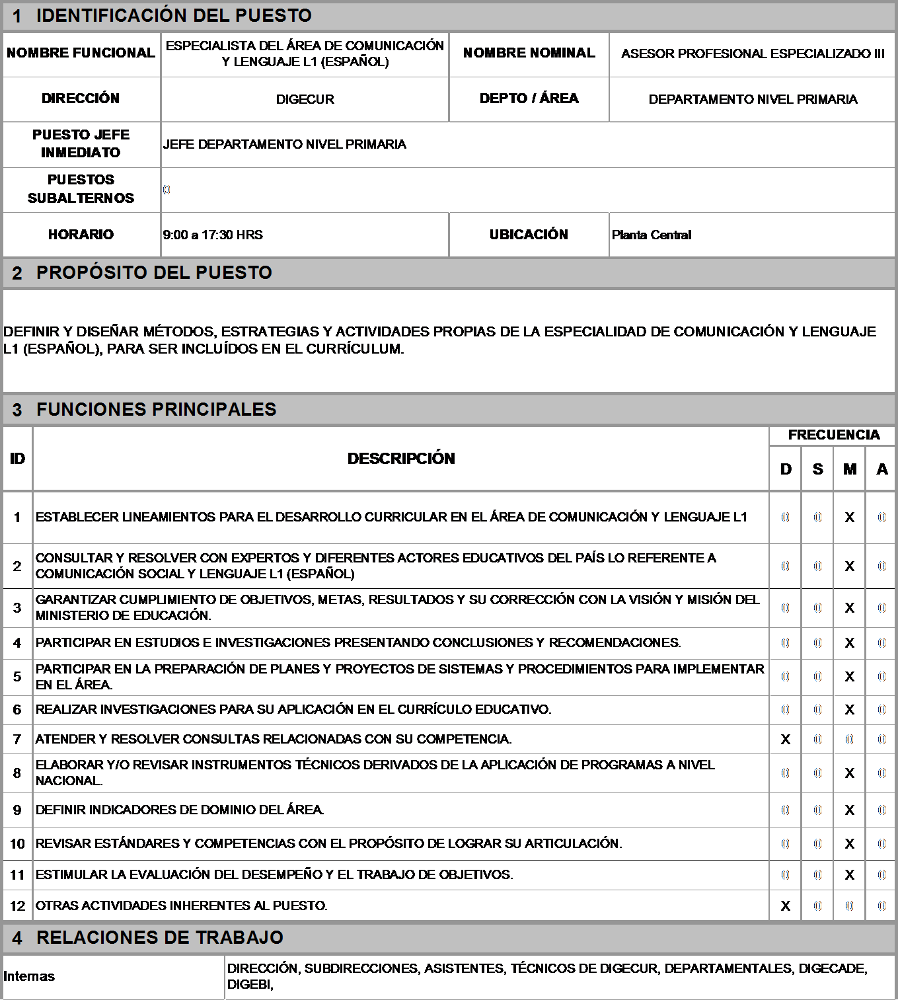 1 IDENTIFICACIÓN DEL PUESTO
NOMBRE FUNCIONAL
ESPECIALISTA DEL ÁREA DE COMUNICACIÓN
Y LENGUAJE L1 (ESPAÑOL)
NOMBRE NOMINAL
ASESOR PROFESIONAL ESPECIALIZADO III
DIRECCIÓN
DIGECUR
DEPTO / ÁREA
DEPARTAMENTO NIVEL PRIMARIA
PUESTO JEFE
INMEDIATO
JEFE DEPARTAMENTO NIVEL PRIMARIA
PUESTOS
SUBALTERNOS
0
HORARIO
9:00 a 17:30 HRS
UBICACIÓN
Planta Central
2 PROPÓSITO DEL PUESTO
DEFINIR Y DISEÑAR MÉTODOS, ESTRATEGIAS Y ACTIVIDADES PROPIAS DE LA ESPECIALIDAD DE COMUNICACIÓN Y LENGUAJE
L1 (ESPAÑOL), PARA SER INCLUÍDOS EN EL CURRÍCULUM.
3 FUNCIONES PRINCIPALES
ID
DESCRIPCIÓN
FRECUENCIA
D S M A
1 ESTABLECER LINEAMIENTOS PARA EL DESARROLLO CURRICULAR EN EL ÁREA DE COMUNICACIÓN Y LENGUAJE L1 0 0 X 0
2 CONSULTAR Y RESOLVER CON EXPERTOS Y DIFERENTES ACTORES EDUCATIVOS DEL PAÍS LO REFERENTE A
COMUNICACIÓN SOCIAL Y LENGUAJE L1 (ESPAÑOL) 0 0 X 0
3 GARANTIZAR CUMPLIMIENTO DE OBJETIVOS, METAS, RESULTADOS Y SU CORRECCIÓN CON LA VISIÓN Y MISIÓN DEL
MINISTERIO DE EDUCACIÓN. 0 0 X 0
4 PARTICIPAR EN ESTUDIOS E INVESTIGACIONES PRESENTANDO CONCLUSIONES Y RECOMENDACIONES. 0 0 X 0
5 PARTICIPAR EN LA PREPARACIÓN DE PLANES Y PROYECTOS DE SISTEMAS Y PROCEDIMIENTOS PARA IMPLEMENTAR
EN EL ÁREA. 0 0 X 0
6 REALIZAR INVESTIGACIONES PARA SU APLICACIÓN EN EL CURRÍCULO EDUCATIVO. 0 0 X 0
7 ATENDER Y RESOLVER CONSULTAS RELACIONADAS CON SU COMPETENCIA. X 0 0 0
8 ELABORAR Y/O REVISAR INSTRUMENTOS TÉCNICOS DERIVADOS DE LA APLICACIÓN DE PROGRAMAS A NIVEL
NACIONAL. 0 0 X 0
9 DEFINIR INDICADORES DE DOMINIO DEL ÁREA. 0 0 X 0
10 REVISAR ESTÁNDARES Y COMPETENCIAS CON EL PROPÓSITO DE LOGRAR SU ARTICULACIÓN. 0 0 X 0
11 ESTIMULAR LA EVALUACIÓN DEL DESEMPEÑO Y EL TRABAJO DE OBJETIVOS. 0 0 X 0
12 OTRAS ACTIVIDADES INHERENTES AL PUESTO. X 0 0 0
4 RELACIONES DE TRABAJO
Internas
DIRECCIÓN, SUBDIRECCIONES, ASISTENTES, TÉCNICOS DE DIGECUR, DEPARTAMENTALES, DIGECADE,
DIGEBI,